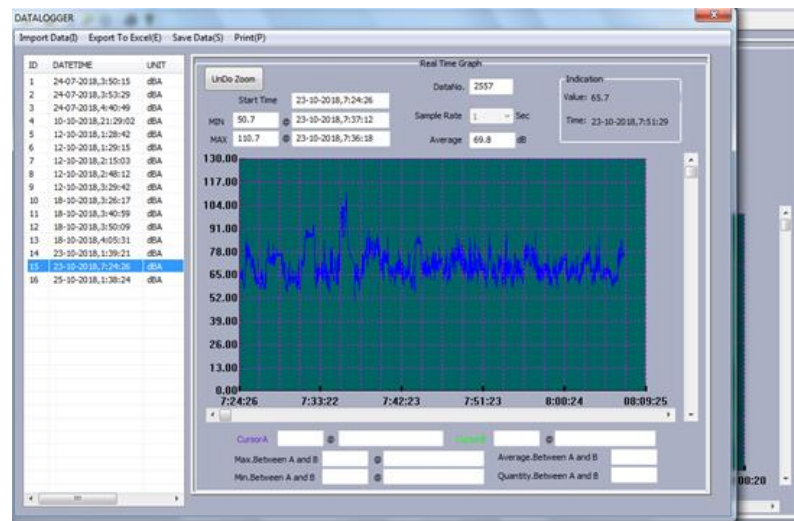 DATALOGGER
Import Data(I) Export To Excel(E) Save Data(S) Print(P)
ID DATETIME UNIT
1 24-07-2018,3:50:15 dBA
2 24-07-2018,3:53:29 dBA
3 24-07-2018,4:40:49 dBA
4 10-10-2018,21:29:02 dBA
5 12-10-2018,1:28:42 dBA
6 12-10-2018,1:29:15 dBA
7 12-10-2018,2:15:03 dBA
8 12-10-2018,2:48:12 dBA
9 12-10-2018,3:29:42 dBA
10 18-10-2018,3:26:17 dBA
11 18-10-2018,3:40:59 dBA
12 18-10-2018,3:50:09 dBA
13 18-10-2018,4:05:31 dBA
14 23-10-2018,1:39:21 dBA
15 23-10-2018,7:24:26 dBA
16 25-10-2018,1:38:24 dBA
Real Time Graph
UnDo Zoom
DataNo. 2557
Start Time 23-10-2018,7:24:26
MIN 50.7 @ 23-10-2018,7:37:12
Sample Rate 1 Sec
MAX 110.7 @ 23-10-2018,7:36:18
Average 69.8 dB
Indication
Value: 65.7
Time: 23-10-2018,7:51:29
130.00
117.00
104.00
91.00
78.00
65.00
52.00
39.00
26.00
13.00
0.00
7:24:26 7:33:22 7:42:23 7:51:23 8:00:24 08:09:25
CursorA @ CursorB @
Max.Between A and B @ Average.Between A and B
Min.Between A and B @ Quantity.Between A and B
00:20